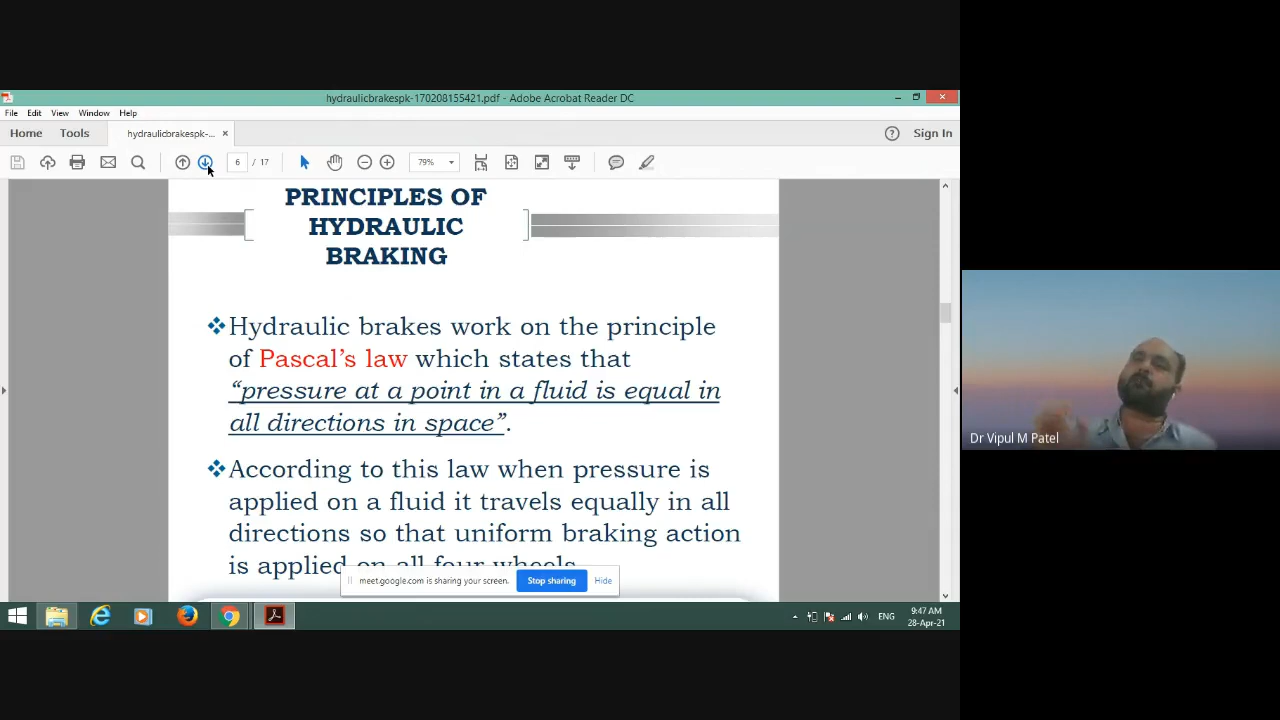 hydraulicbrakespk-170208155421.pdf - Adobe Acrobat Reader DC
File Edit View Window Help
Home Tools hydraulicbrakespk-... × Sign In
6 / 17 79%
PRINCIPLES OF
HYDRAULIC
BRAKING
Hydraulic brakes work on the principle
of Pascal's law which states that
“pressure at a point in a fluid is equal in
all directions in space”.
According to this law when pressure is
applied on a fluid it travels equally in all
directions so that uniform braking action
is applied on all four wheels.
meet.google.com is sharing your screen. Stop sharing Hide
Dr Vipul M Patel
ENG
9:47 AM
28-Apr-21